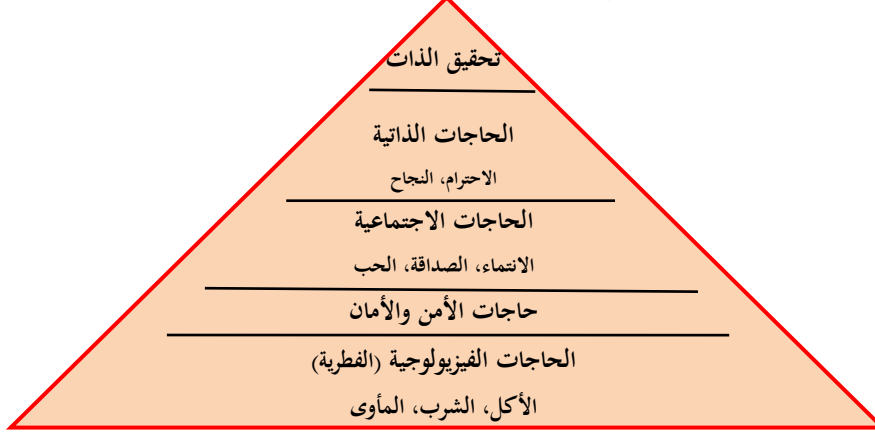 تحقيق الذات
الحاجات الذاتية
الاحترام، النجاح
الحاجات الاجتماعية
الانتماء، الصداقة، الحب
حاجات الأمن والأمان
الحاجات الفيزيولوجية (الفطرية)
الأكل، الشرب، المأوى